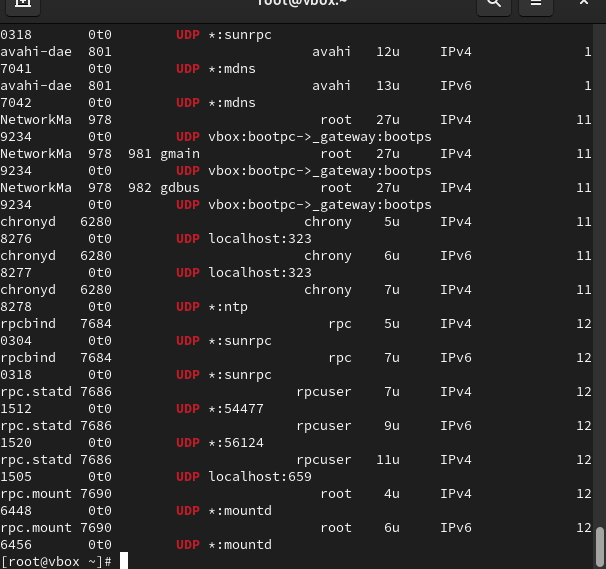 root@vbox:~
0318       0t0        UDP *:sunrpc
avahi-dae  801                         avahi   12u     IPv4              1
7041       0t0        UDP *:mdns
avahi-dae  801                         avahi   13u     IPv6              1
7042       0t0        UDP *:mdns
NetworkMa  978                          root   27u     IPv4             11
9234       0t0        UDP vbox:bootpc->_gateway:bootps
NetworkMa  978  981 gmain               root   27u     IPv4             11
9234       0t0        UDP vbox:bootpc->_gateway:bootps
NetworkMa  978  982 gdbus               root   27u     IPv4             11
9234       0t0        UDP vbox:bootpc->_gateway:bootps
chronyd   6280                        chrony    5u     IPv4             11
8276       0t0        UDP localhost:323
chronyd   6280                        chrony    6u     IPv6             11
8277       0t0        UDP localhost:323
chronyd   6280                        chrony    7u     IPv4             11
8278       0t0        UDP *:ntp
rpcbind   7684                           rpc    5u     IPv4             12
0304       0t0        UDP *:sunrpc
rpcbind   7684                           rpc    7u     IPv6             12
0318       0t0        UDP *:sunrpc
rpc.statd 7686                       rpcuser    7u     IPv4             12
1512       0t0        UDP *:54477
rpc.statd 7686                       rpcuser    9u     IPv6             12
1520       0t0        UDP *:56124
rpc.statd 7686                       rpcuser   11u     IPv4             12
1505       0t0        UDP localhost:659
rpc.mount 7690                          root    4u     IPv4             12
6448       0t0        UDP *:mountd
rpc.mount 7690                          root    6u     IPv6             12
6456       0t0        UDP *:mountd
[root@vbox ~]#